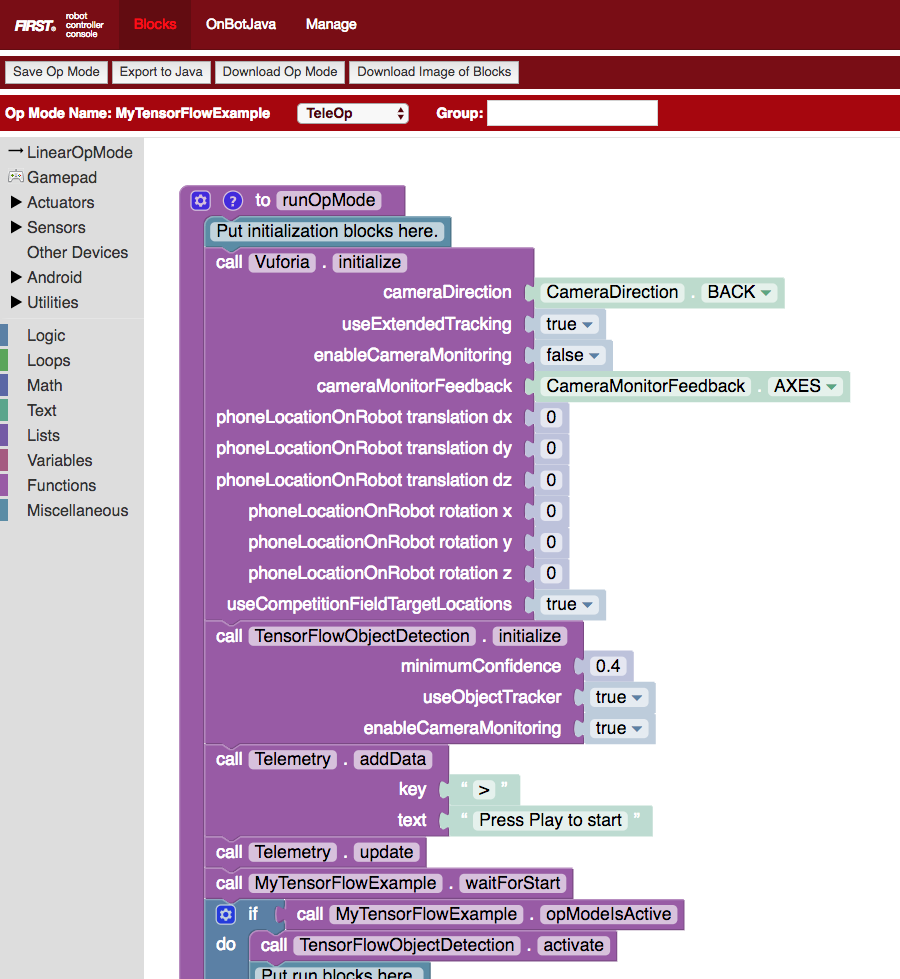 FIRST® robot controller console Blocks OnBotJava Manage
Save Op Mode Export to Java Download Op Mode Download Image of Blocks
Op Mode Name: MyTensorFlowExample TeleOp Group:
LinearOpMode
Gamepad
Actuators
Sensors
Other Devices
Android
Utilities
Logic
Loops
Math
Text
Lists
Variables
Functions
Miscellaneous
? to runOpMode
Put initialization blocks here.
call Vuforia . initialize
cameraDirection CameraDirection . BACK
useExtendedTracking true
enableCameraMonitoring false
cameraMonitorFeedback CameraMonitorFeedback . AXES
phoneLocationOnRobot translation dx 0
phoneLocationOnRobot translation dy 0
phoneLocationOnRobot translation dz 0
phoneLocationOnRobot rotation x 0
phoneLocationOnRobot rotation y 0
phoneLocationOnRobot rotation z 0
useCompetitionFieldTargetLocations true
call TensorFlowObjectDetection . initialize
minimumConfidence 0.4
useObjectTracker true
enableCameraMonitoring true
call Telemetry . addData
key “ > ”
text “ Press Play to start ”
call Telemetry . update
call MyTensorFlowExample . waitForStart
if call MyTensorFlowExample . opModeIsActive
do call TensorFlowObjectDetection . activate
Put run blocks here.